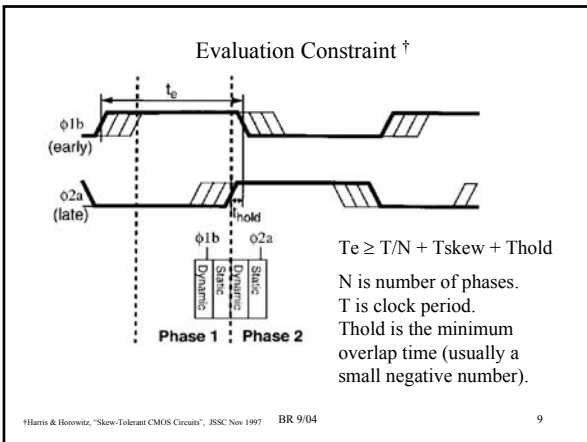 Evaluation Constraint †
te
ϕ1b
(early)
ϕ2a
(late)
thold
ϕ1b ϕ2a
Dynamic
Static
Dynamic
Static
Phase 1 Phase 2
Te ≥ T/N + Tskew + Thold
N is number of phases.
T is clock period.
Thold is the minimum
overlap time (usually a
small negative number).
†Harris & Horowitz, "Skew-Tolerant CMOS Circuits", JSSC Nov 1997 BR 9/04 9